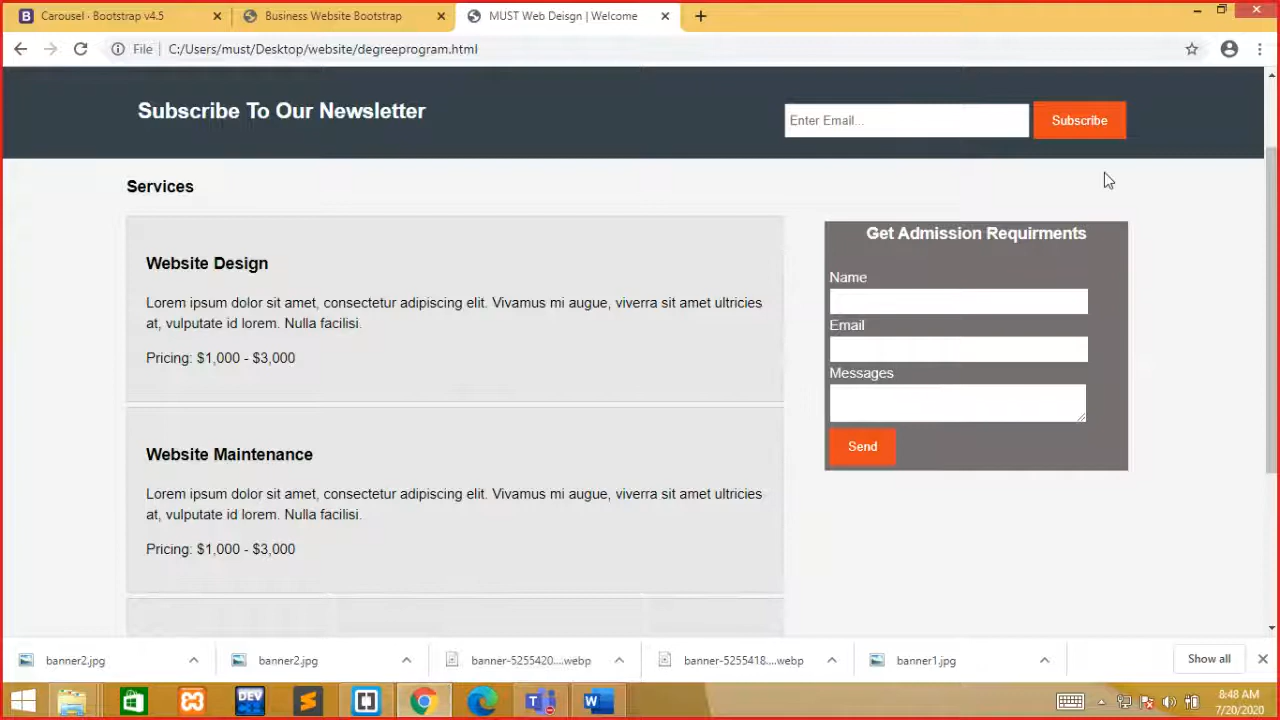 Carousel · Bootstrap v4.5
Business Website Bootstrap
MUST Web Deisgn | Welcome
File
C:/Users/must/Desktop/website/degreeprogram.html
Subscribe To Our Newsletter
Enter Email...
Subscribe
Services
Website Design
Lorem ipsum dolor sit amet, consectetur adipiscing elit. Vivamus mi augue, viverra sit amet ultricies
at, vulputate id lorem. Nulla facilisi.
Pricing: $1,000 - $3,000
Website Maintenance
Lorem ipsum dolor sit amet, consectetur adipiscing elit. Vivamus mi augue, viverra sit amet ultricies
at, vulputate id lorem. Nulla facilisi.
Pricing: $1,000 - $3,000
Get Admission Requirments
Name
Email
Messages
Send
banner2.jpg
banner2.jpg
banner-5255420....webp
banner-5255418....webp
banner1.jpg
Show all
DEV
8:48 AM
7/20/2020